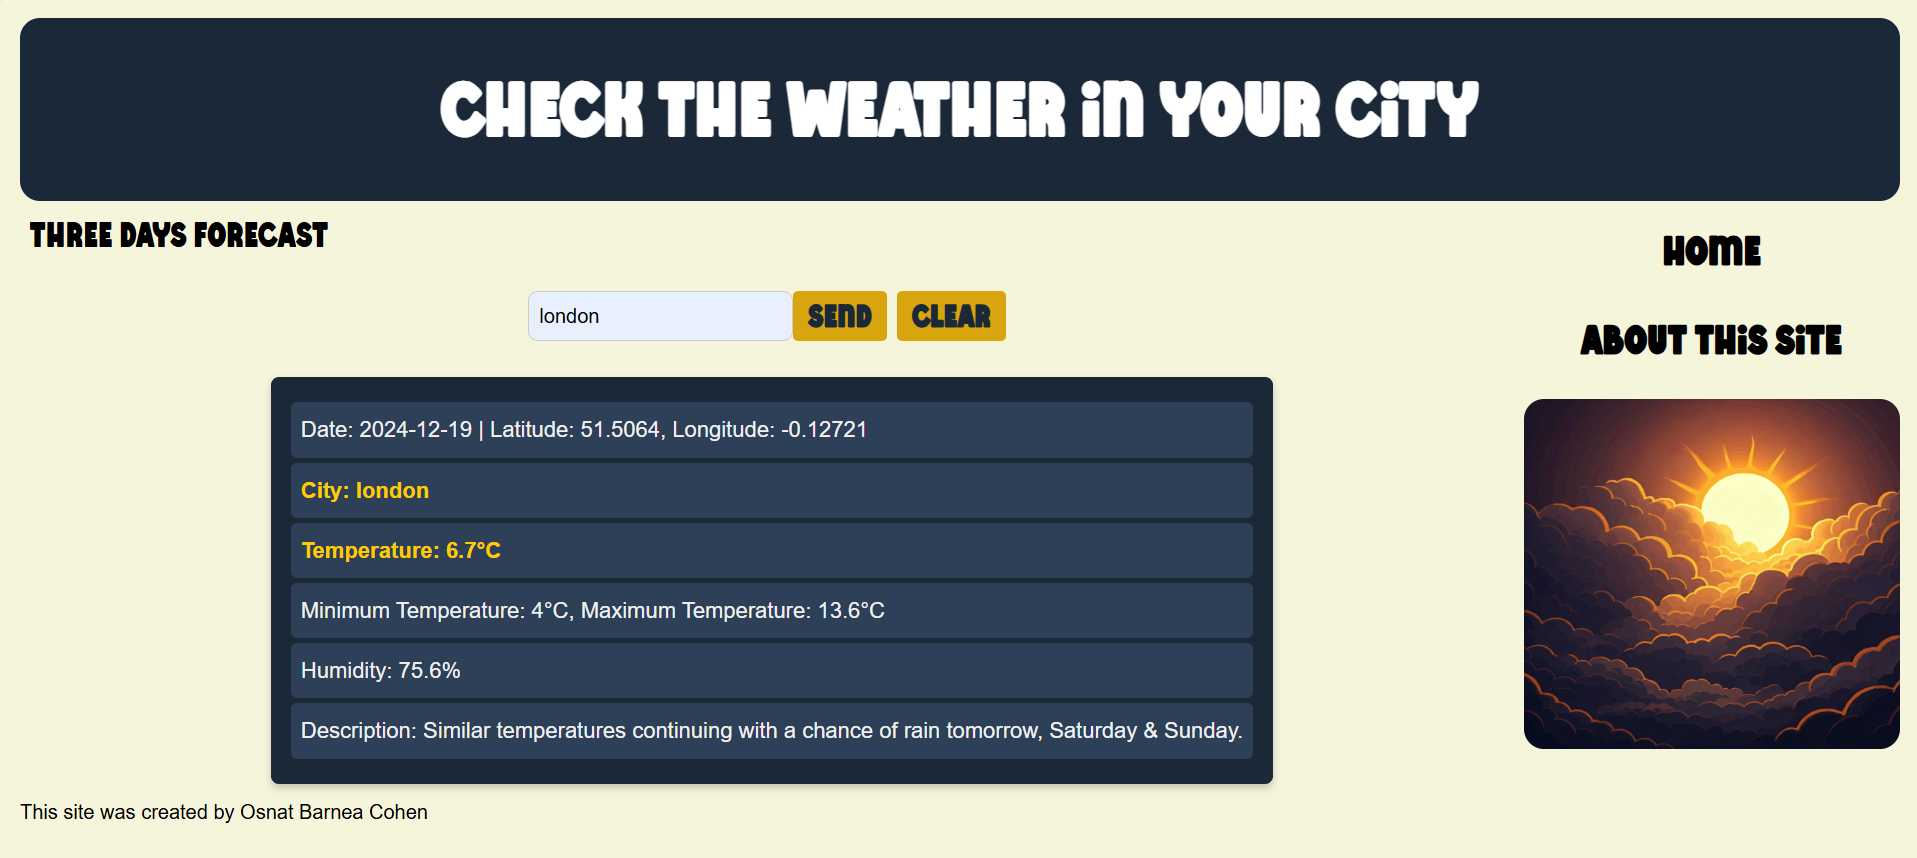 CHECK THE WEATHER in YOUR CiTY
THREE DAYS FORECAST
HOME
london
SEND
CLEAR
ABOUT THiS SiTE
Date: 2024-12-19 | Latitude: 51.5064, Longitude: -0.12721
City: london
Temperature: 6.7°C
Minimum Temperature: 4°C, Maximum Temperature: 13.6°C
Humidity: 75.6%
Description: Similar temperatures continuing with a chance of rain tomorrow, Saturday & Sunday.
This site was created by Osnat Barnea Cohen